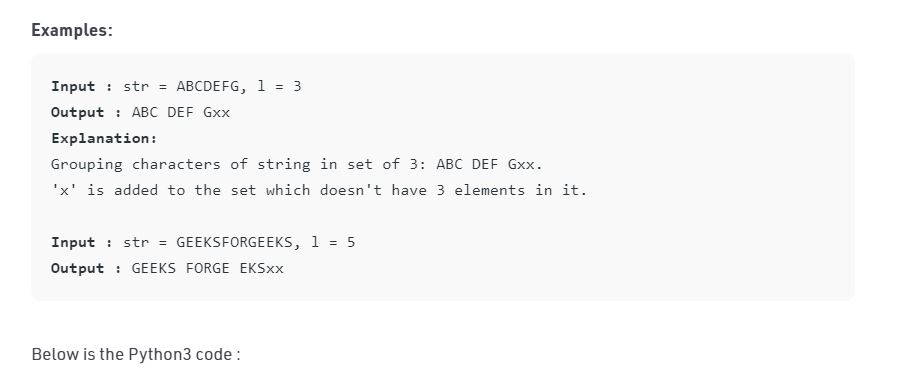 Examples:
Input : str = ABCDEFG, l = 3
Output : ABC DEF Gxx
Explanation:
Grouping characters of string in set of 3: ABC DEF Gxx.
'x' is added to the set which doesn't have 3 elements in it.
Input : str = GEEKSFORGEEKS, l = 5
Output : GEEKS FORGE EKSxx
Below is the Python3 code :